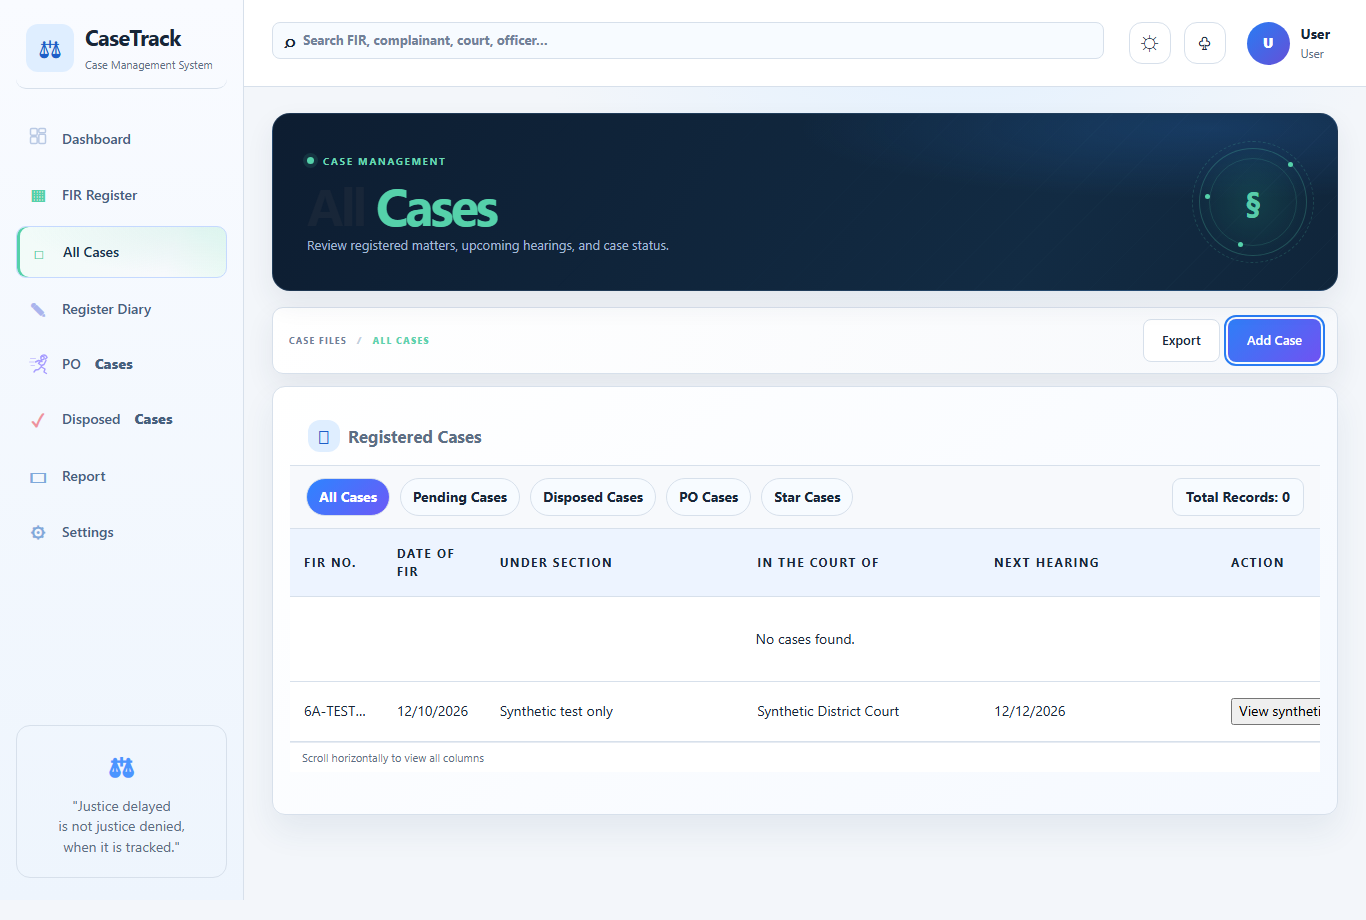 CaseTrack
Case Management System
Dashboard
FIR Register
All Cases
Register Diary
PO Cases
Disposed Cases
Report
Settings
"Justice delayed
is not justice denied,
when it is tracked."
Search FIR, complainant, court, officer...
U
User
User
CASE MANAGEMENT
All Cases
Review registered matters, upcoming hearings, and case status.
§
CASE FILES / ALL CASES
Export
Add Case
Registered Cases
All Cases
Pending Cases
Disposed Cases
PO Cases
Star Cases
Total Records: 0
FIR NO.
DATE OF
FIR
UNDER SECTION
IN THE COURT OF
NEXT HEARING
ACTION
No cases found.
6A-TEST... 12/10/2026 Synthetic test only Synthetic District Court 12/12/2026 View syntheti
Scroll horizontally to view all columns